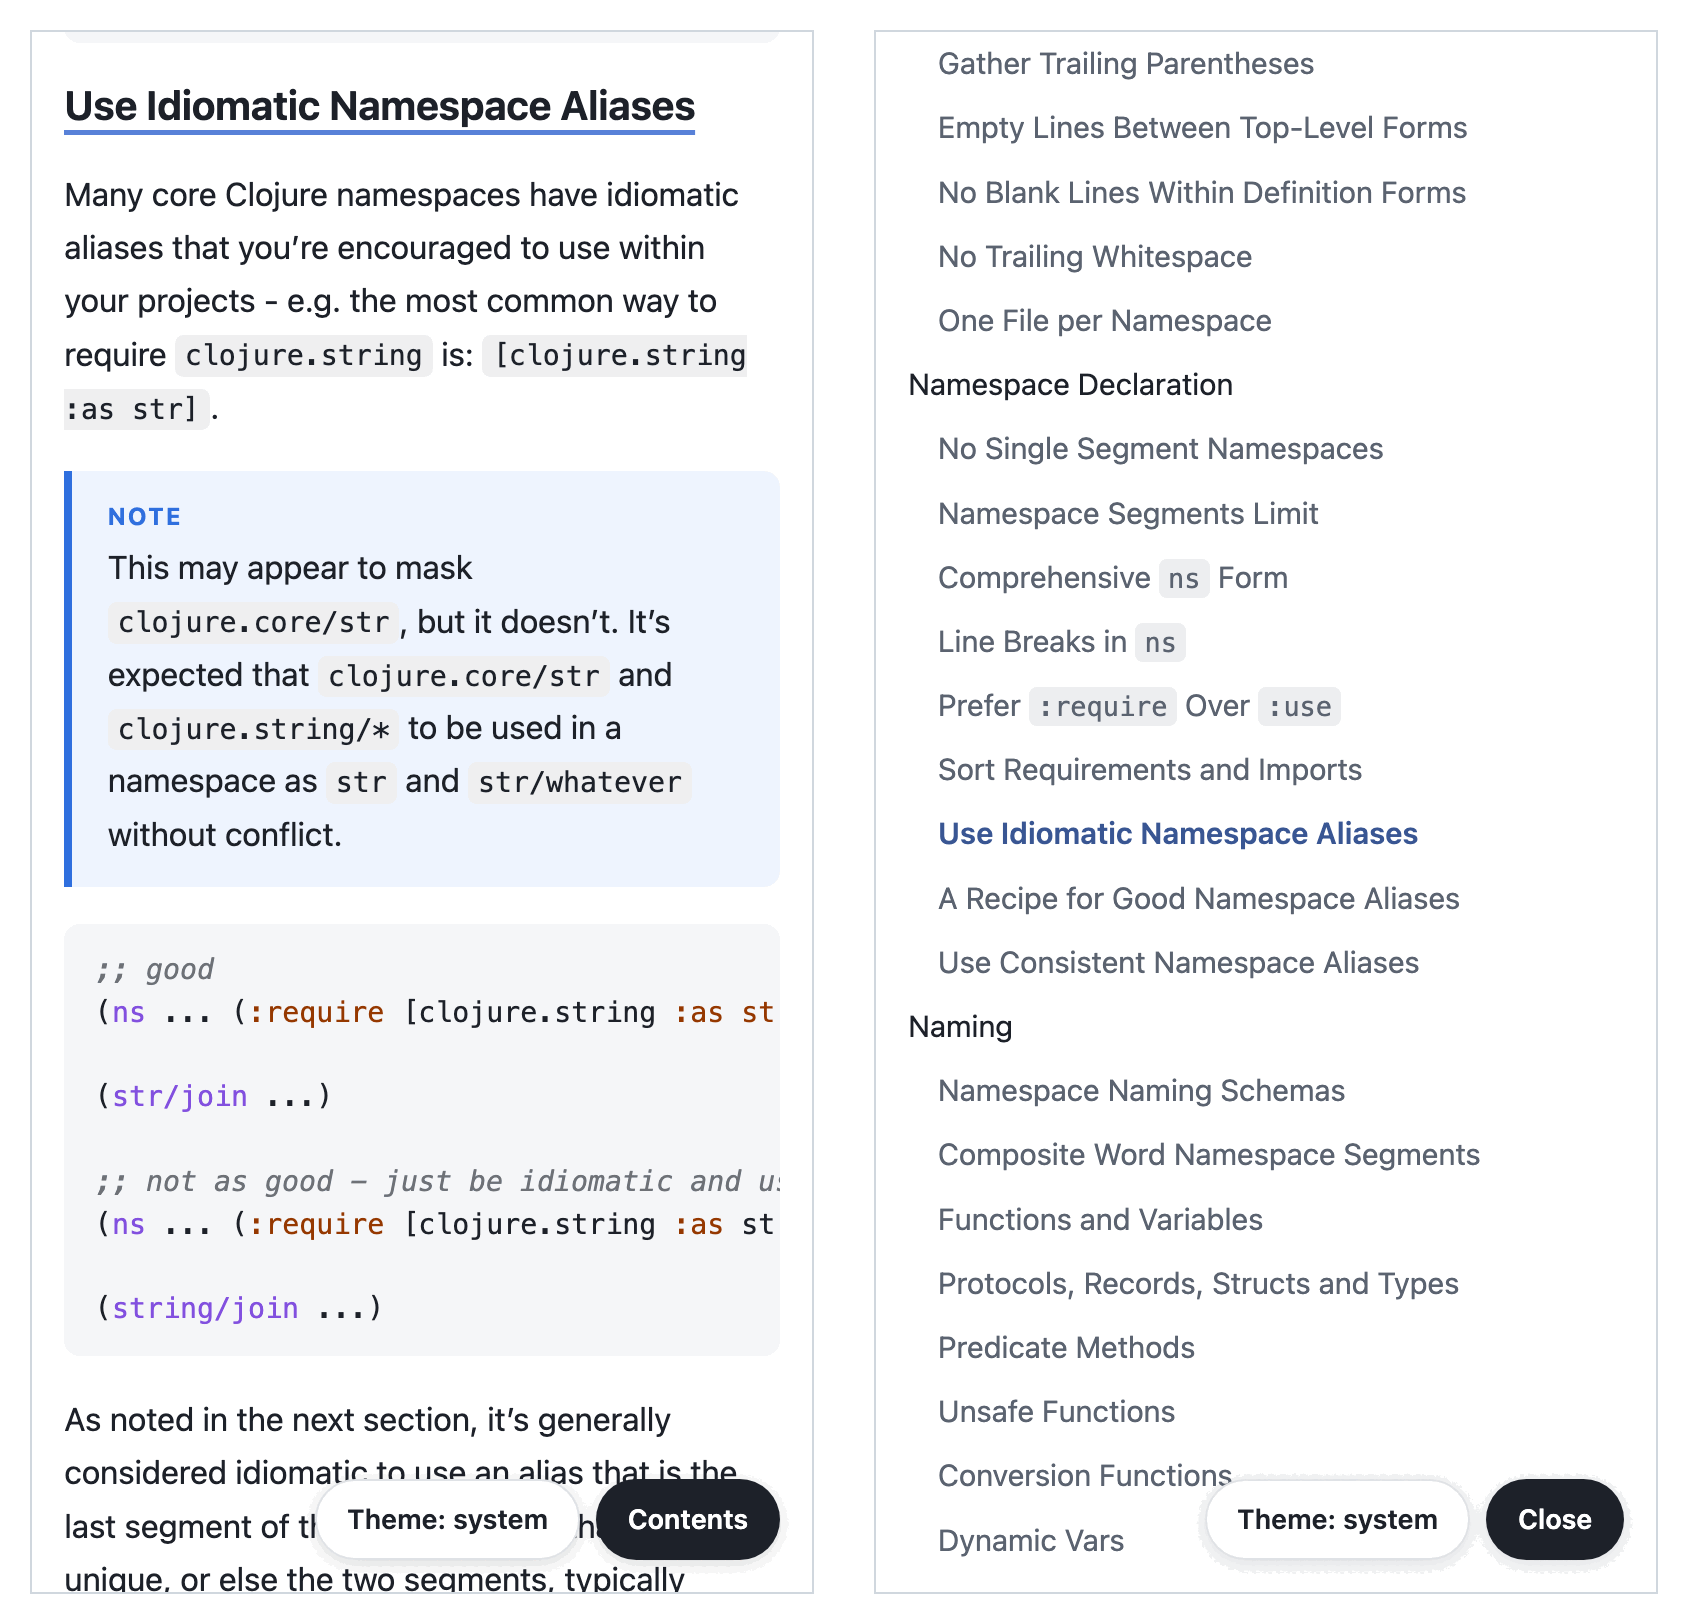 Use Idiomatic Namespace Aliases
Many core Clojure namespaces have idiomatic
aliases that you’re encouraged to use within
your projects - e.g. the most common way to
require clojure.string is: [clojure.string
:as str].
NOTE
This may appear to mask
clojure.core/str, but it doesn’t. It’s
expected that clojure.core/str and
clojure.string/* to be used in a
namespace as str and str/whatever
without conflict.
;; good
(ns ... (:require [clojure.string :as st
(str/join ...)
;; not as good – just be idiomatic and us
(ns ... (:require [clojure.string :as st
(string/join ...)
As noted in the next section, it’s generally
considered idiomatic to use an alias that is the
last segment of
unique, or else the two segments, typically
Theme: system
Contents
Gather Trailing Parentheses
Empty Lines Between Top-Level Forms
No Blank Lines Within Definition Forms
No Trailing Whitespace
One File per Namespace
Namespace Declaration
No Single Segment Namespaces
Namespace Segments Limit
Comprehensive ns Form
Line Breaks in ns
Prefer :require Over :use
Sort Requirements and Imports
Use Idiomatic Namespace Aliases
A Recipe for Good Namespace Aliases
Use Consistent Namespace Aliases
Naming
Namespace Naming Schemas
Composite Word Namespace Segments
Functions and Variables
Protocols, Records, Structs and Types
Predicate Methods
Unsafe Functions
Conversion Functions
Dynamic Vars
Theme: system
Close